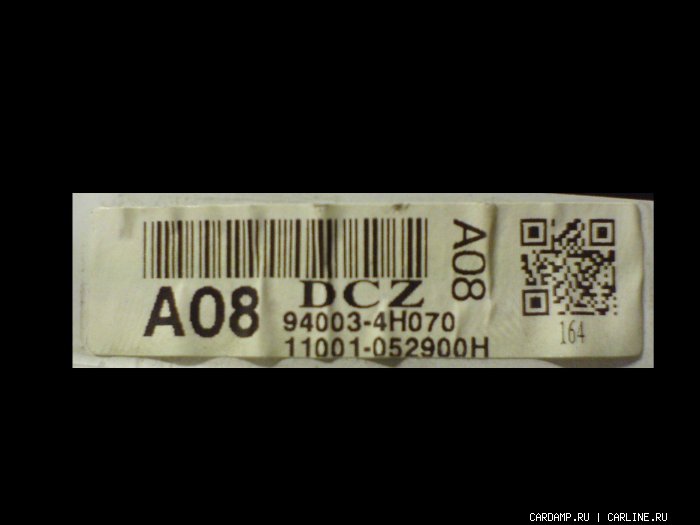 A08
DCZ
A08
94003-4H070
11001-052900H
164
CARDAMP.RU | CARLINE.RU